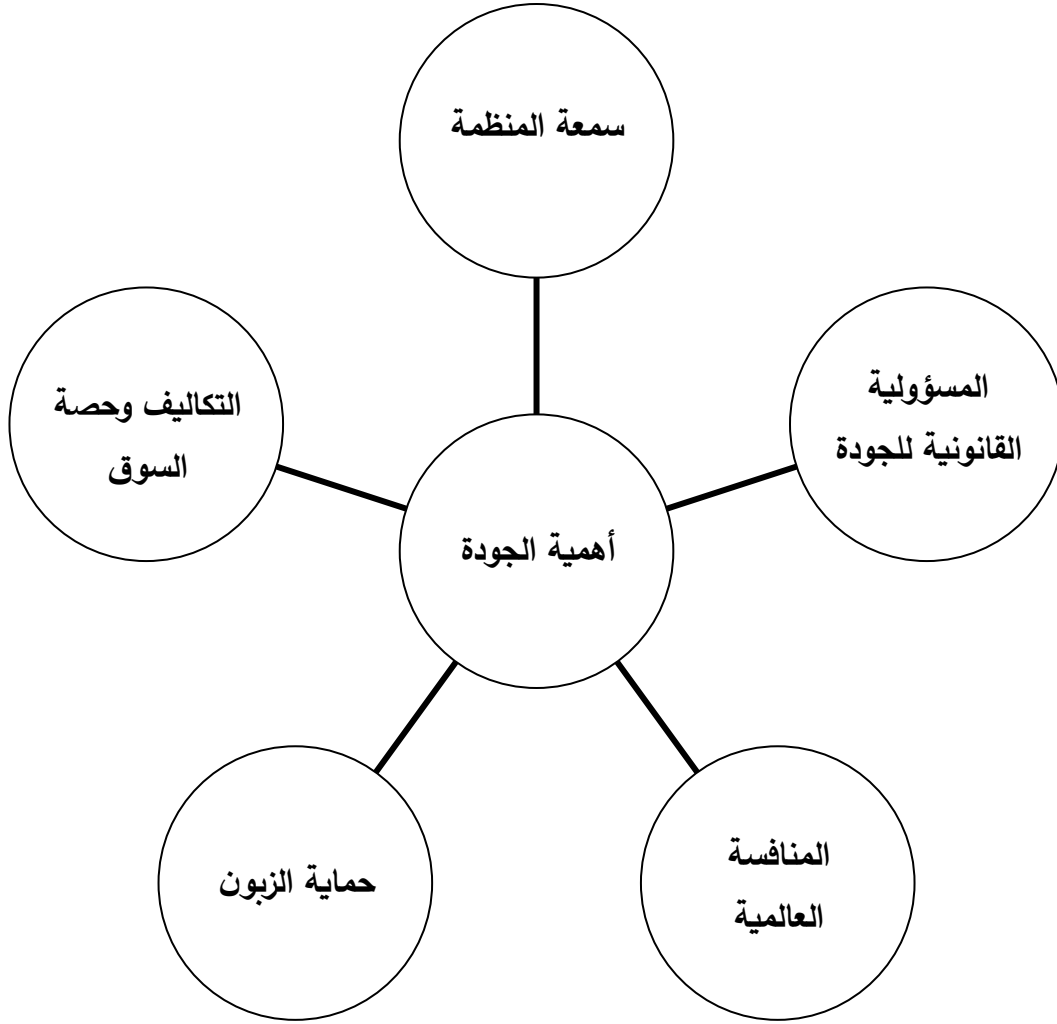 سمعة المنظمة
المسؤولية
القانونية للجودة
التكاليف وحصة
السوق
أهمية الجودة
المنافسة
العالمية
حماية الزبون